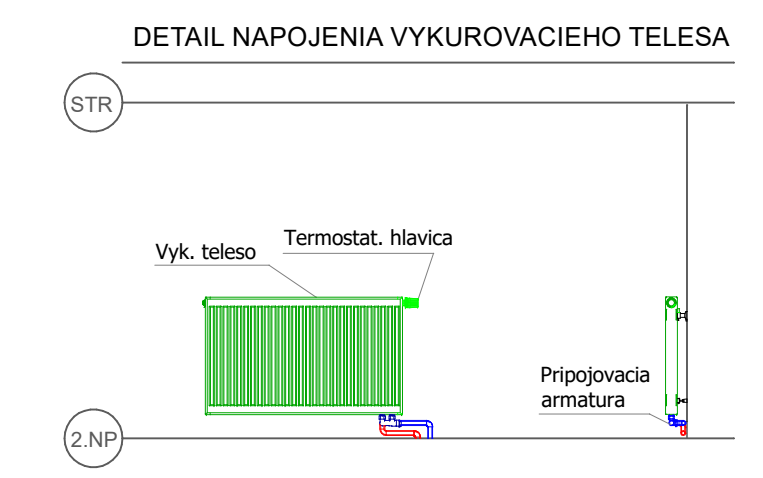 DETAIL NAPOJENIA VYKUROVACIEHO TELESA
STR
Termostat. hlavica
Vyk. teleso
Pripojovacia
armatura
2.NP